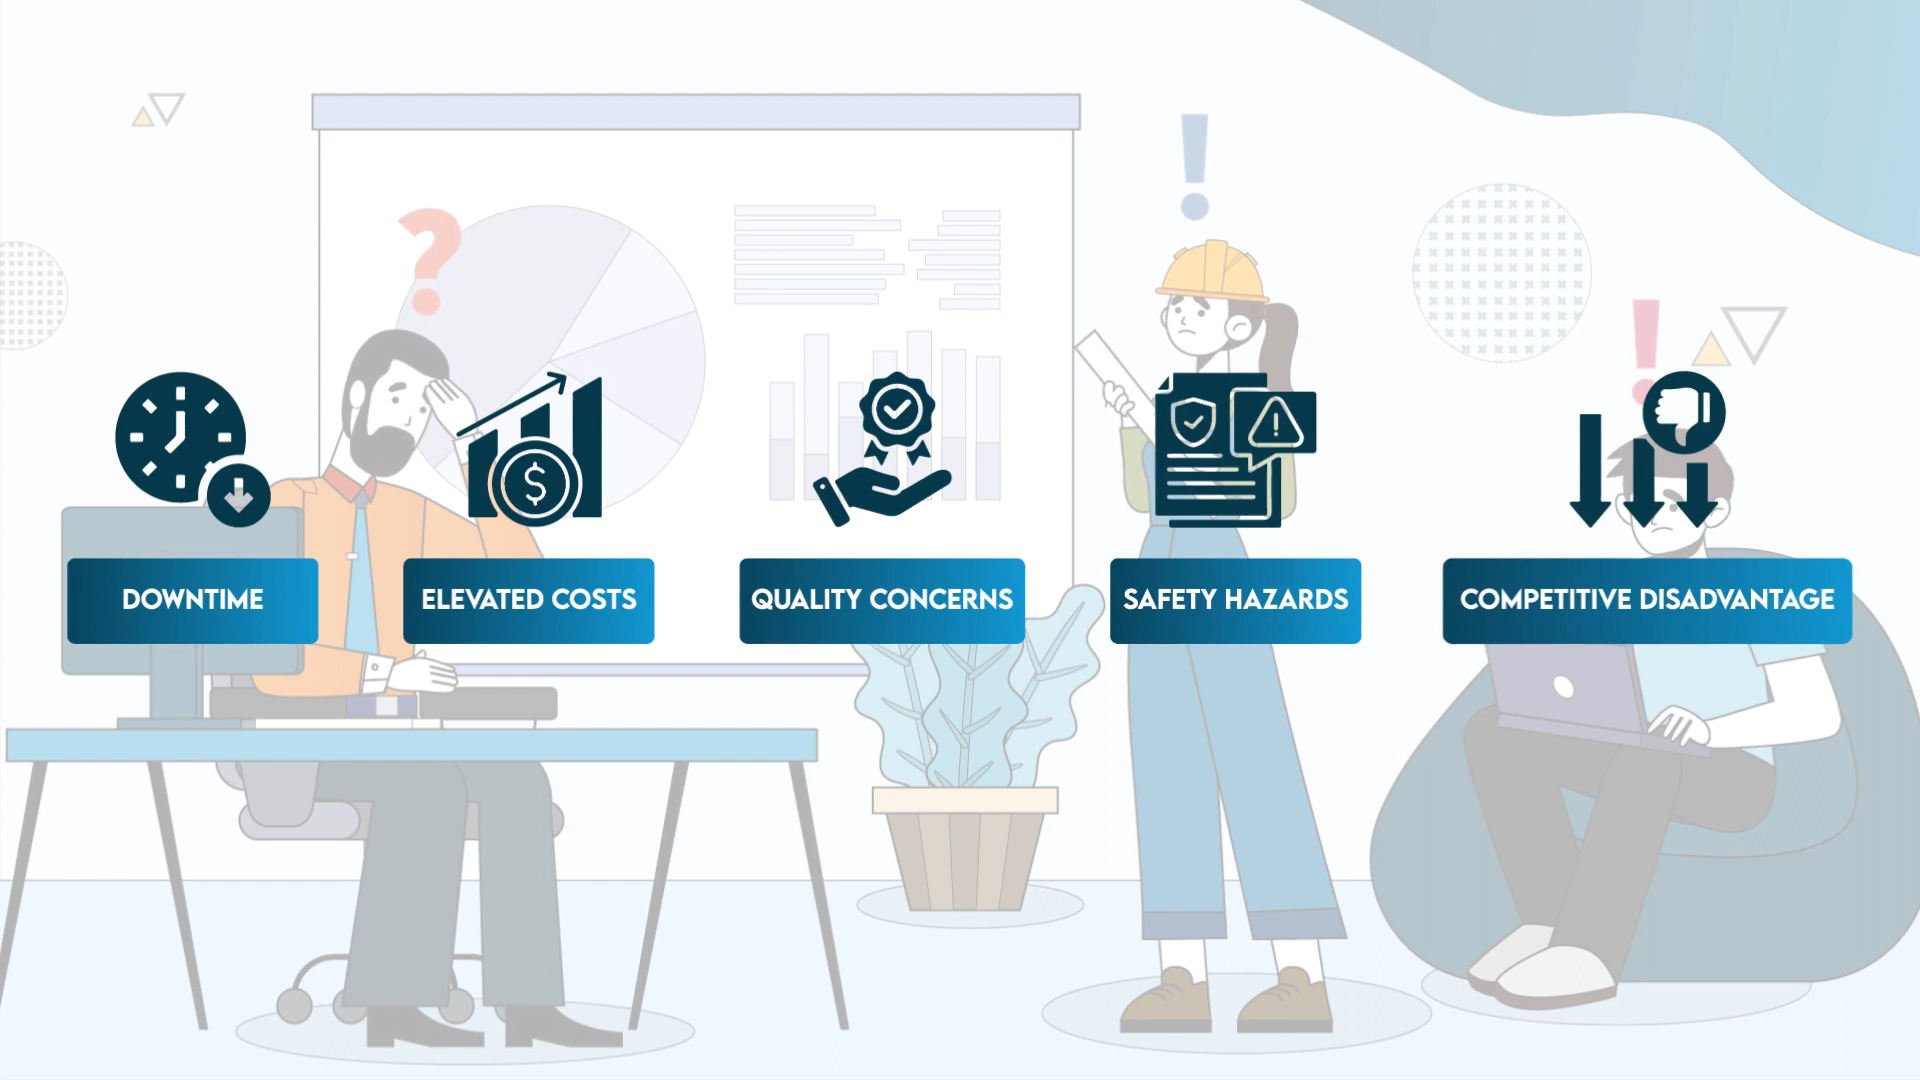 DOWNTIME
ELEVATED COSTS
QUALITY CONCERNS
SAFETY HAZARDS
COMPETITIVE DISADVANTAGE